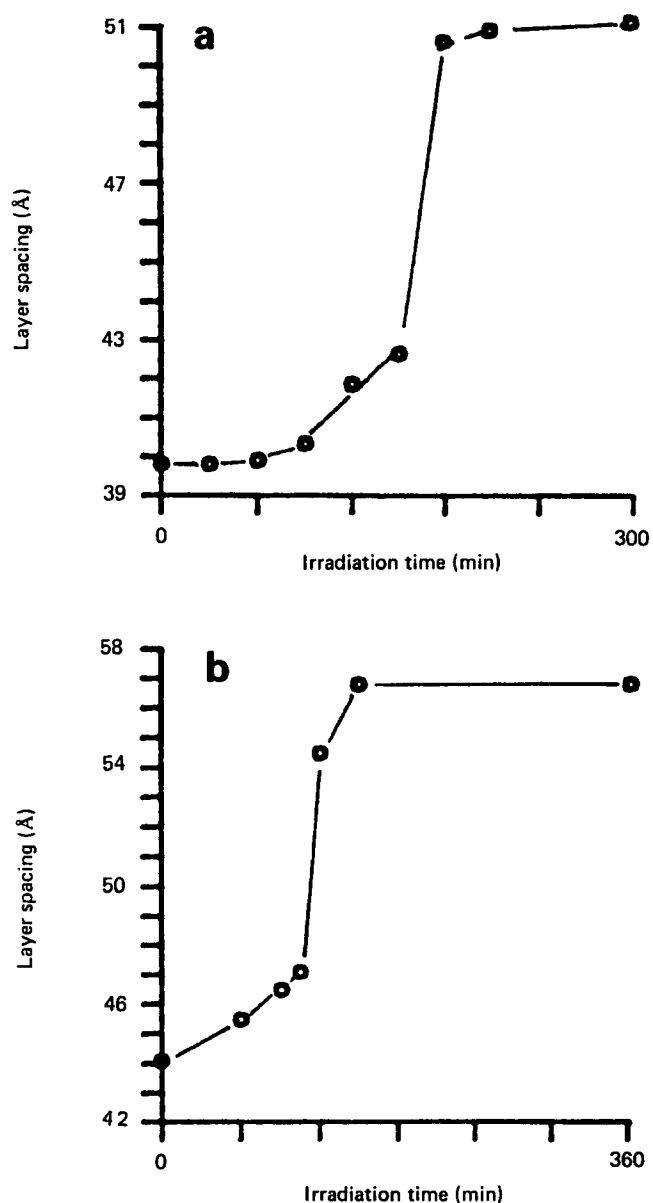 51
a
47
Layer spacing (Å)
43
39
0
300
Irradiation time (min)
58
b
54
Layer spacing (Å)
50
46
42
0
360
Irradiation time (min)